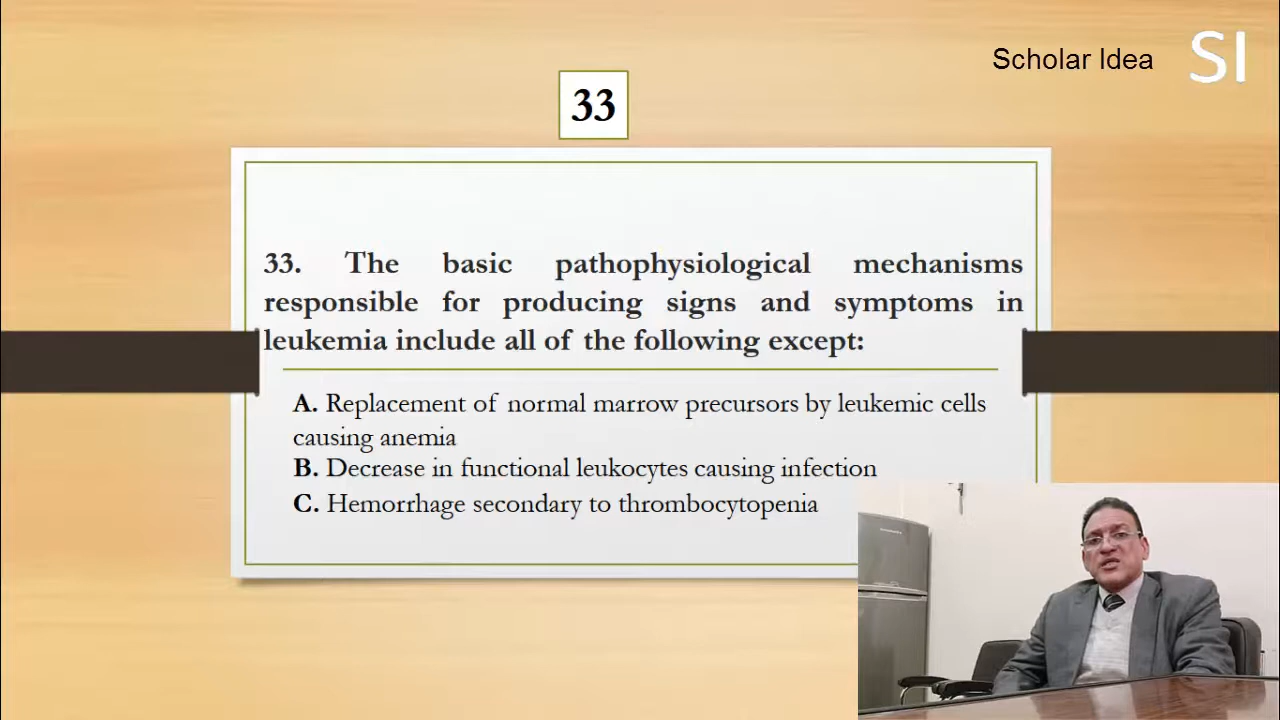 Scholar Idea SI
33
33. The basic pathophysiological mechanisms
responsible for producing signs and symptoms in
leukemia include all of the following except:
A. Replacement of normal marrow precursors by leukemic cells
causing anemia
B. Decrease in functional leukocytes causing infection
C. Hemorrhage secondary to thrombocytopenia